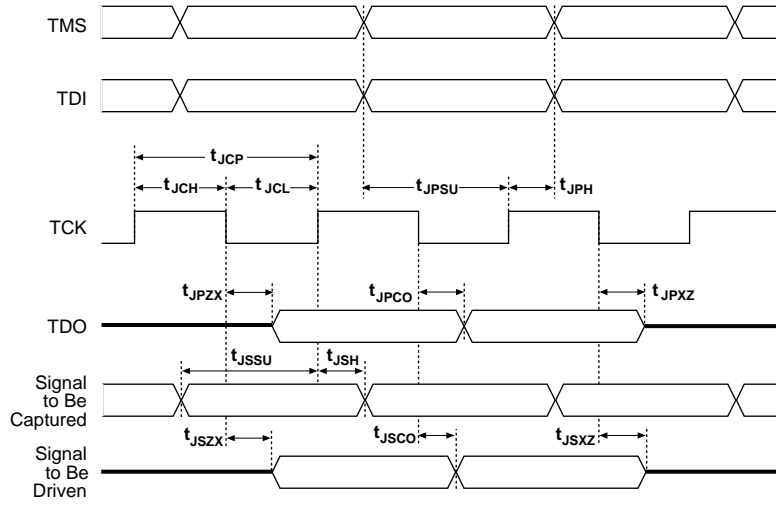 TMS
TDI
tJCP
tJCH
tJCL
tJPSU
tJPH
TCK
tJPZX
tJPCO
tJPXZ
TDO
tJSSU
tJSH
Signal
to Be
Captured
tJSZX
tJSCO
tJSXZ
Signal
to Be
Driven